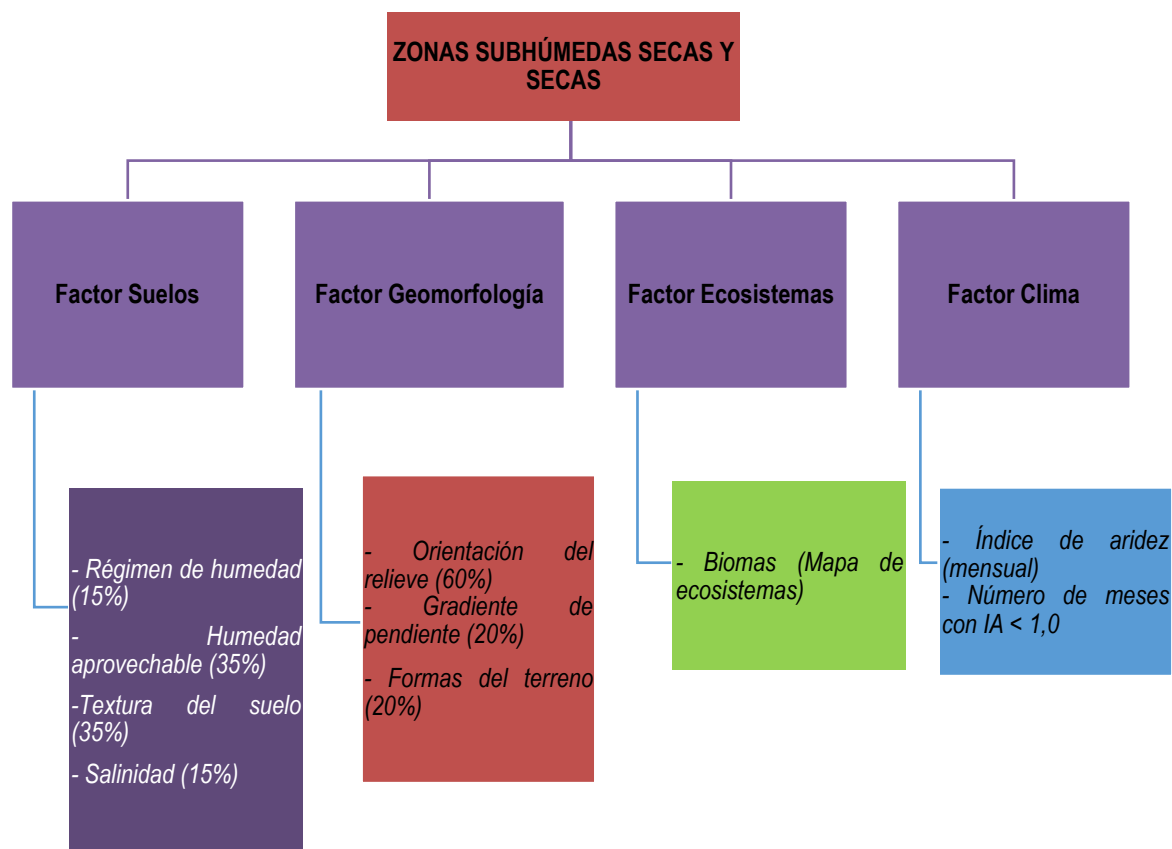 ZONAS SUBHÚMEDAS SECAS Y
SECAS
Factor Suelos
Factor Geomorfología
Factor Ecosistemas
Factor Clima
- Régimen de humedad
(15%)
- Humedad
aprovechable (35%)
-Textura del suelo
(35%)
- Salinidad (15%)
- Orientación del
relieve (60%)
- Gradiente de
pendiente (20%)
- Formas del terreno
(20%)
- Biomas (Mapa de
ecosistemas)
- Índice de aridez
(mensual)
- Número de meses
con IA < 1,0